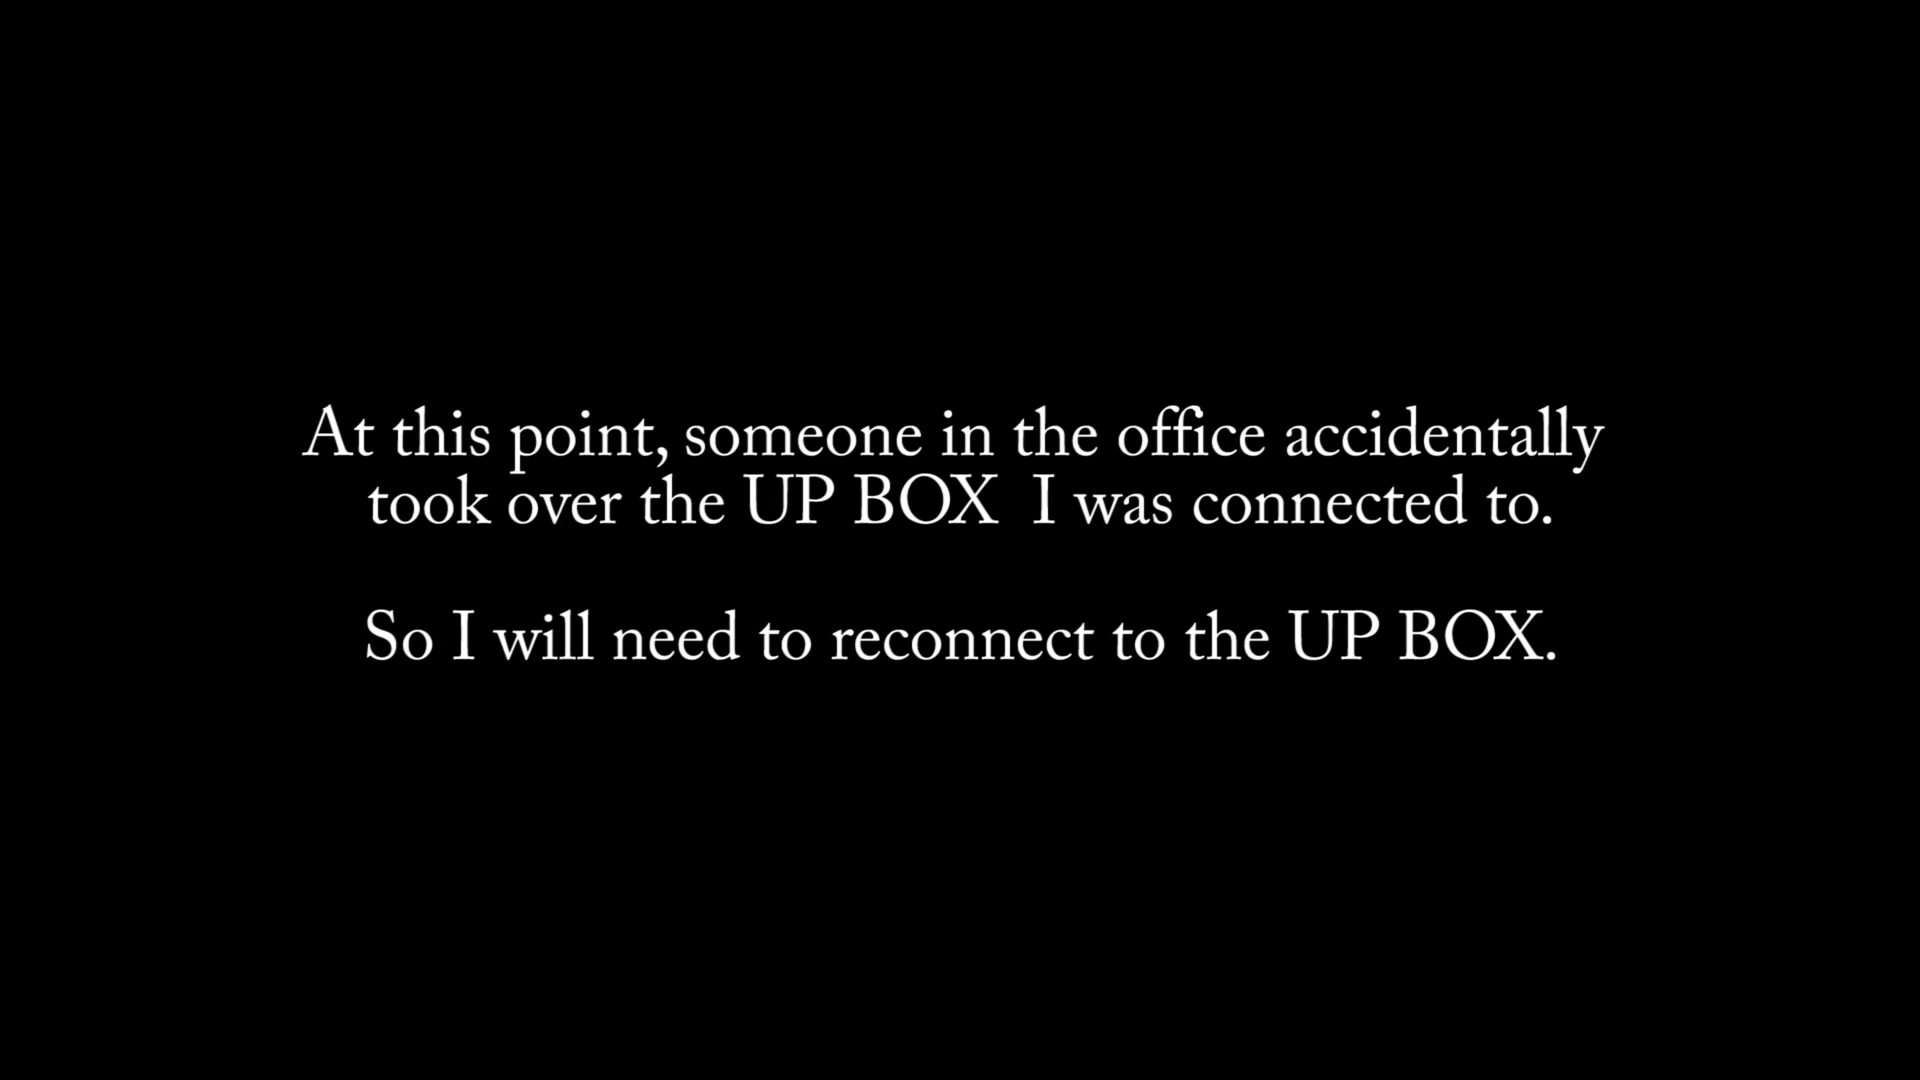 At this point, someone in the office accidentally
took over the UP BOX  I was connected to.
So I will need to reconnect to the UP BOX.